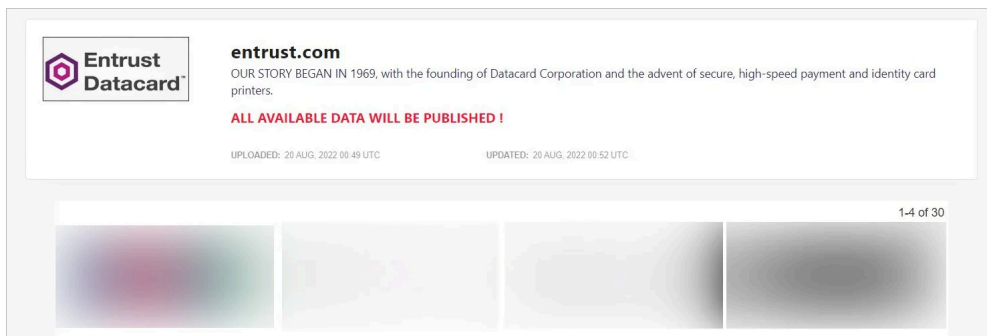 Entrust
Datacard™
entrust.com
OUR STORY BEGAN IN 1969, with the founding of Datacard Corporation and the advent of secure, high-speed payment and identity card
printers.
ALL AVAILABLE DATA WILL BE PUBLISHED !
UPLOADED: 20 AUG, 2022 00:49 UTC
UPDATED: 20 AUG, 2022 00:52 UTC
1-4 of 30